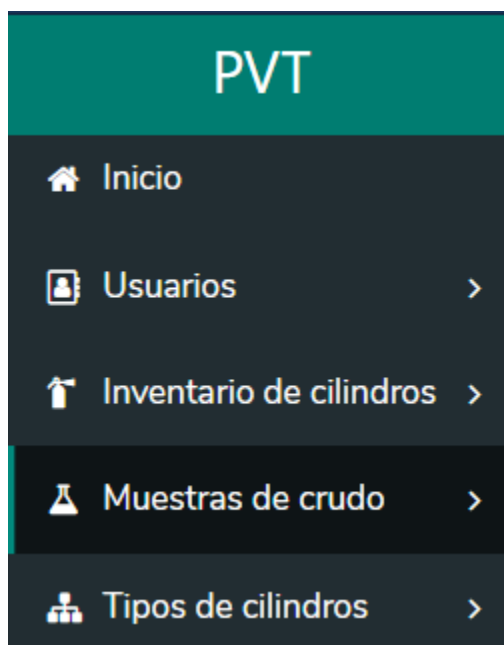 PVT
Inicio
Usuarios
Inventario de cilindros
Muestras de crudo
Tipos de cilindros